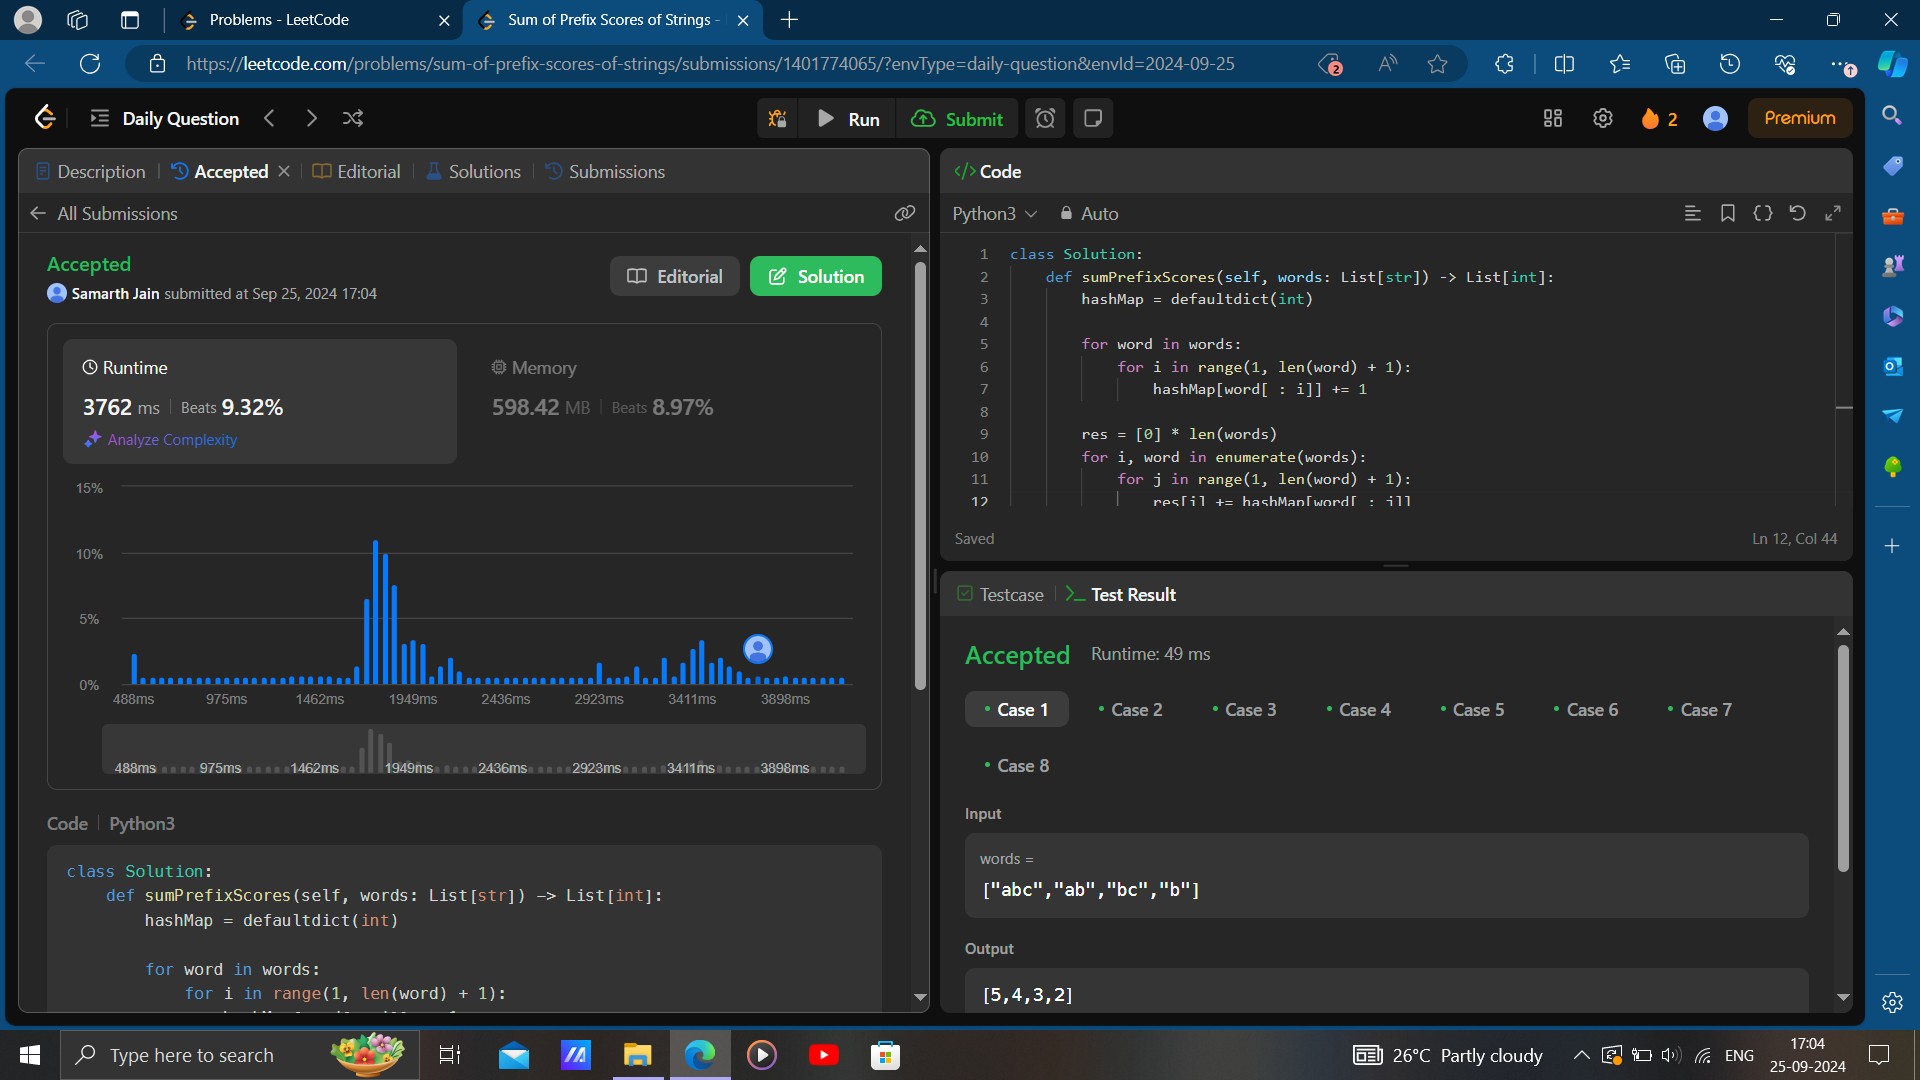 Problems - LeetCode
Sum of Prefix Scores of Strings -
https://leetcode.com/problems/sum-of-prefix-scores-of-strings/submissions/1401774065/?envType=daily-question&envId=2024-09-25
2
Daily Question
Run
Submit
2
Premium
Description
Accepted
Editorial
Solutions
Submissions
All Submissions
Accepted
Samarth Jain submitted at Sep 25, 2024 17:04
Editorial
Solution
Runtime
3762 ms
Beats 9.32%
Analyze Complexity
Memory
598.42 MB
Beats 8.97%
15%
10%
5%
0%
488ms 975ms 1462ms 1949ms 2436ms 2923ms 3411ms 3898ms
488ms 975ms 1462ms 1949ms 2436ms 2923ms 3411ms 3898ms
Code
Python3
class Solution:
    def sumPrefixScores(self, words: List[str]) -> List[int]:
        hashMap = defaultdict(int)
        for word in words:
            for i in range(1, len(word) + 1):
Code
Python3
Auto
1 class Solution:
2     def sumPrefixScores(self, words: List[str]) -> List[int]:
3         hashMap = defaultdict(int)
4
5         for word in words:
6             for i in range(1, len(word) + 1):
7                 hashMap[word[ : i]] += 1
8
9         res = [0] * len(words)
10         for i, word in enumerate(words):
11             for j in range(1, len(word) + 1):
12                 res[i] += hashMap[word[ : j]]
Saved
Ln 12, Col 44
Testcase
Test Result
Accepted
Runtime: 49 ms
Case 1
Case 2
Case 3
Case 4
Case 5
Case 6
Case 7
Case 8
Input
words =
["abc","ab","bc","b"]
Output
[5,4,3,2]
Type here to search
26°C Partly cloudy
ENG
17:04
25-09-2024